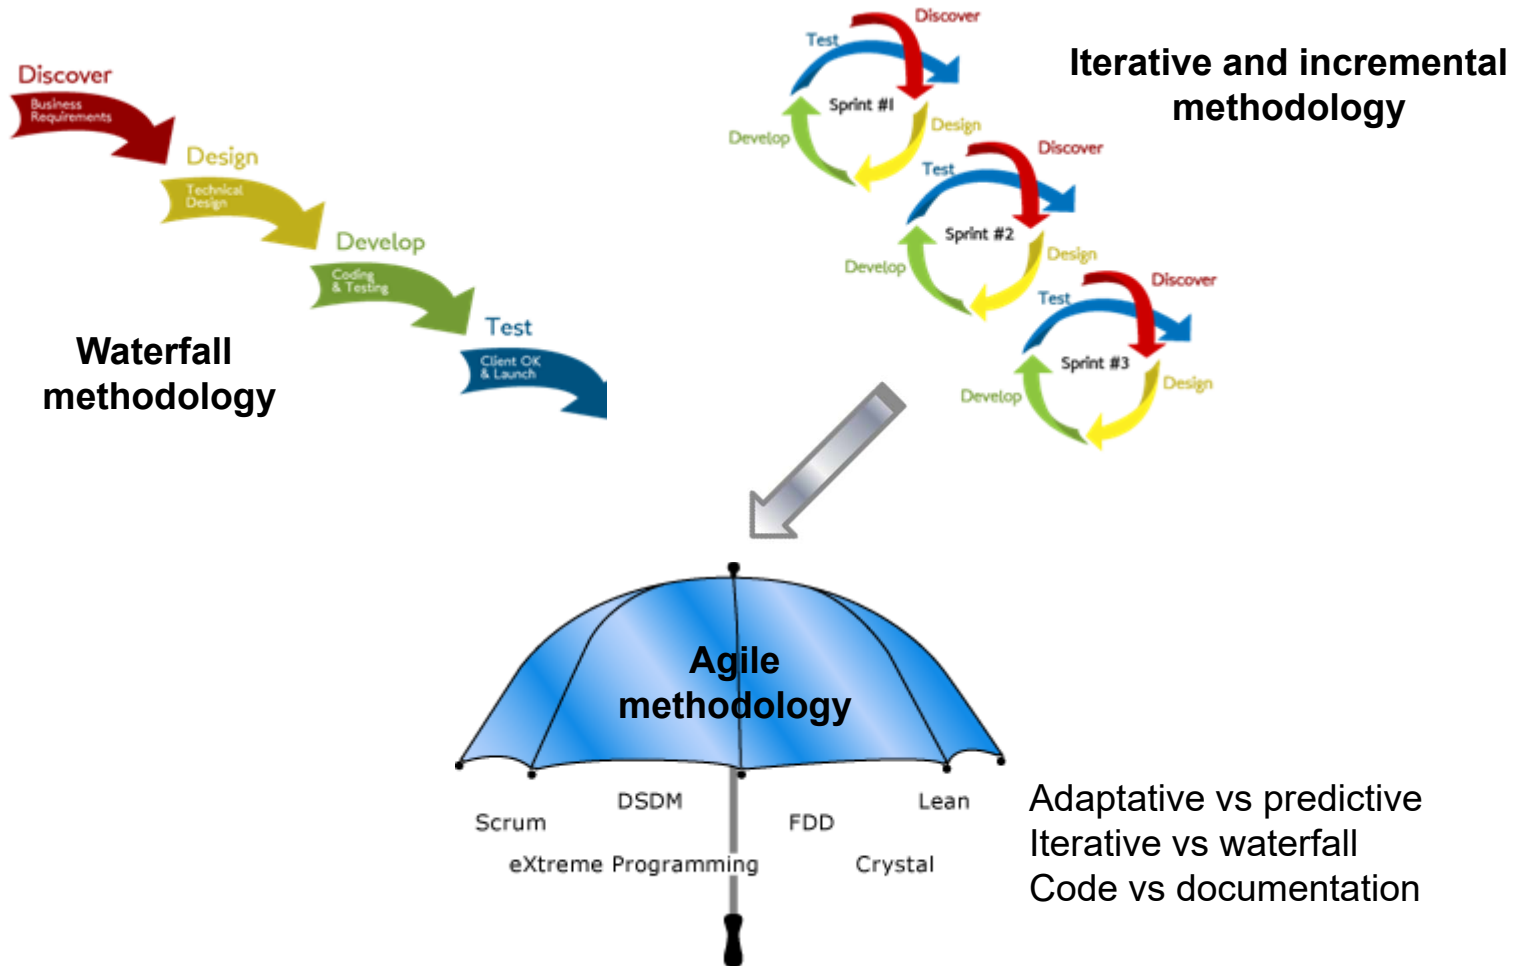 Discover
Business
Requirements
Design
Technical
Design
Develop
Coding
& Testing
Test
Client OK
& Launch
Waterfall
methodology
Discover
Test
Sprint #1
Design
Develop
Discover
Test
Sprint #2
Design
Develop
Discover
Test
Sprint #3
Design
Develop
Iterative and incremental
methodology
Agile
methodology
DSDM
Lean
Scrum
FDD
eXtreme Programming
Crystal
Adaptative vs predictive
Iterative vs waterfall
Code vs documentation